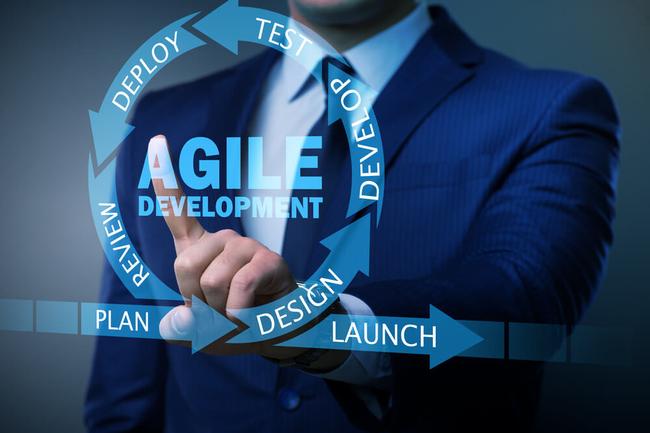 AGILE
DEVELOPMENT
PLAN
DESIGN
DEVELOP
TEST
DEPLOY
REVIEW
LAUNCH